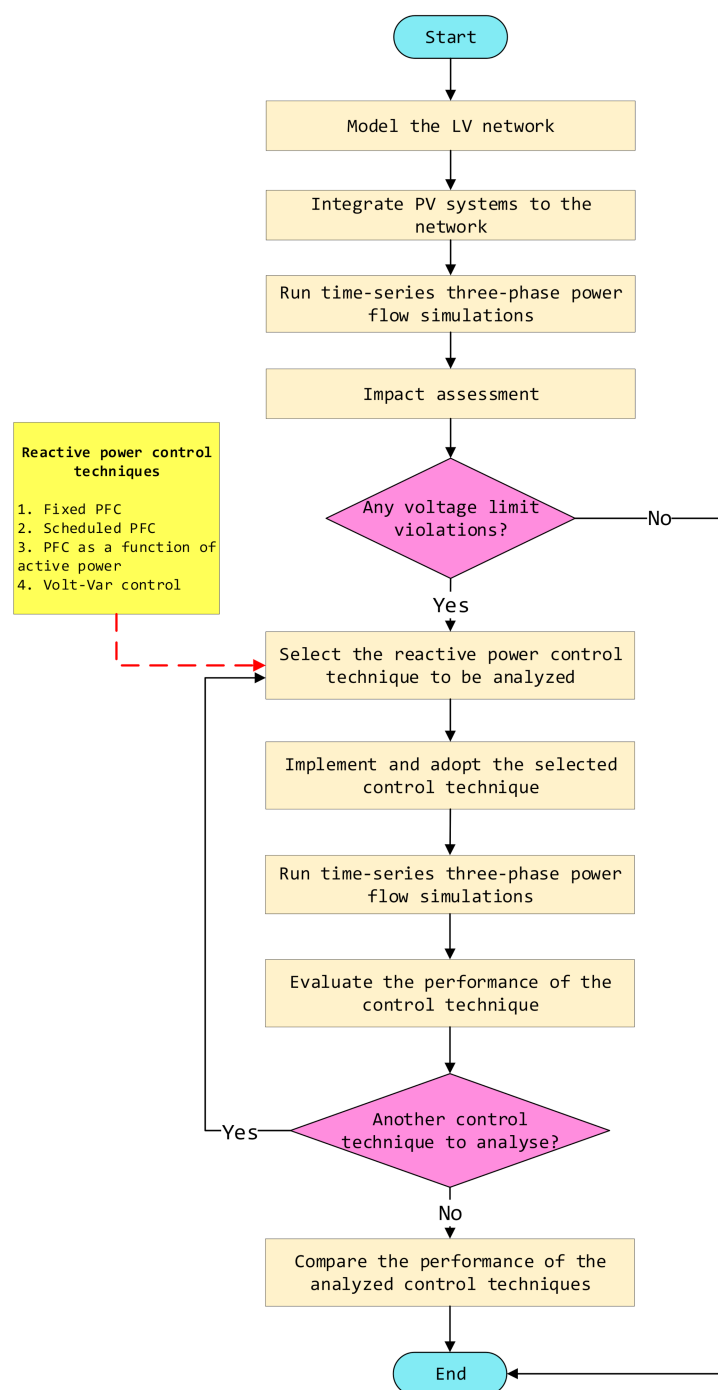 Start
Model the LV network
Integrate PV systems to the
network
Run time-series three-phase power
flow simulations
Impact assessment
Any voltage limit
violations?
No
Yes
Reactive power control
techniques
1. Fixed PFC
2. Scheduled PFC
3. PFC as a function of
active power
4. Volt-Var control
Select the reactive power control
technique to be analyzed
Implement and adopt the selected
control technique
Run time-series three-phase power
flow simulations
Evaluate the performance of the
control technique
Another control
technique to analyse?
Yes
No
Compare the performance of the
analyzed control techniques
End